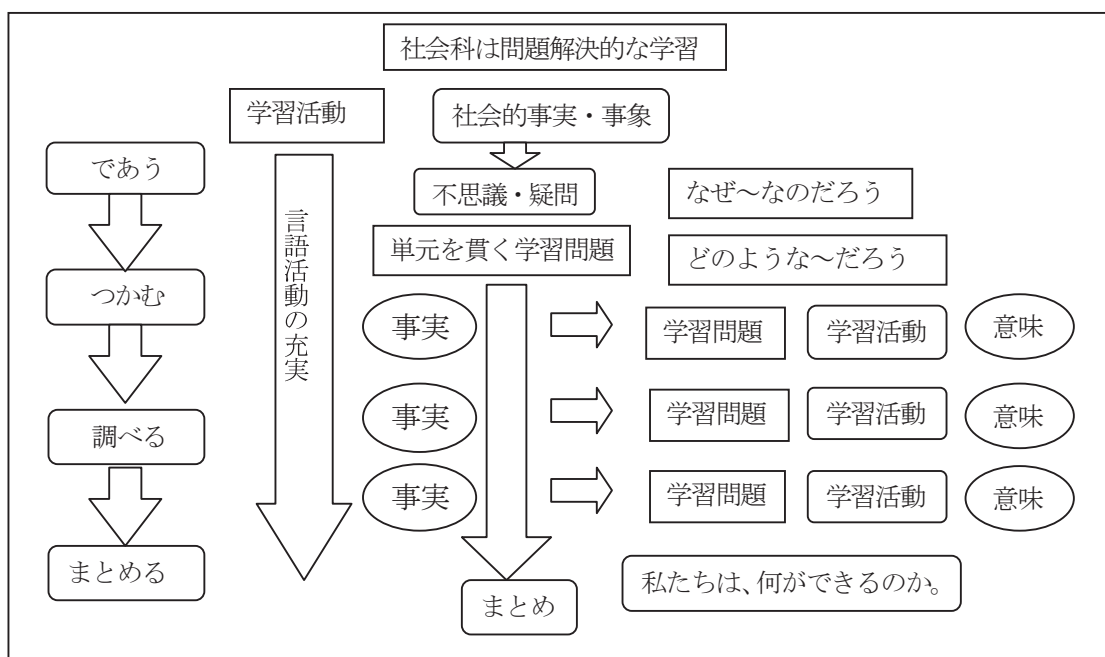 社会科は問題解決的な学習
学習活動
社会的事実・事象
であう
不思議・疑問
なぜ～なのだろう
言語活動の充実
単元を貫く学習問題
どのような～だろう
つかむ
事実
学習問題
学習活動
意味
調べる
事実
学習問題
学習活動
意味
事実
学習問題
学習活動
意味
まとめる
まとめ
私たちは、何ができるのか。